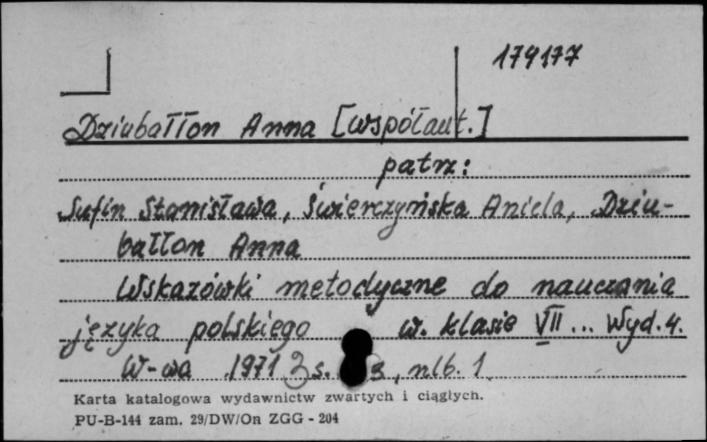 179177
Dziubałłon Anna [współaut.]
patrz:
Sufin Stanisława, Świerczyńska Aniela, Dziu-
bałłon Anna
Wskazówki metodyczne do nauczania
języka polskiego w. klasie VII ... Wyd. 4.
W-wa 1971 s. 3, nlb. 1
Karta katalogowa wydawnictw zwartych i ciągłych.
PU-B-144 zam. 29/DW/On ZGG - 204